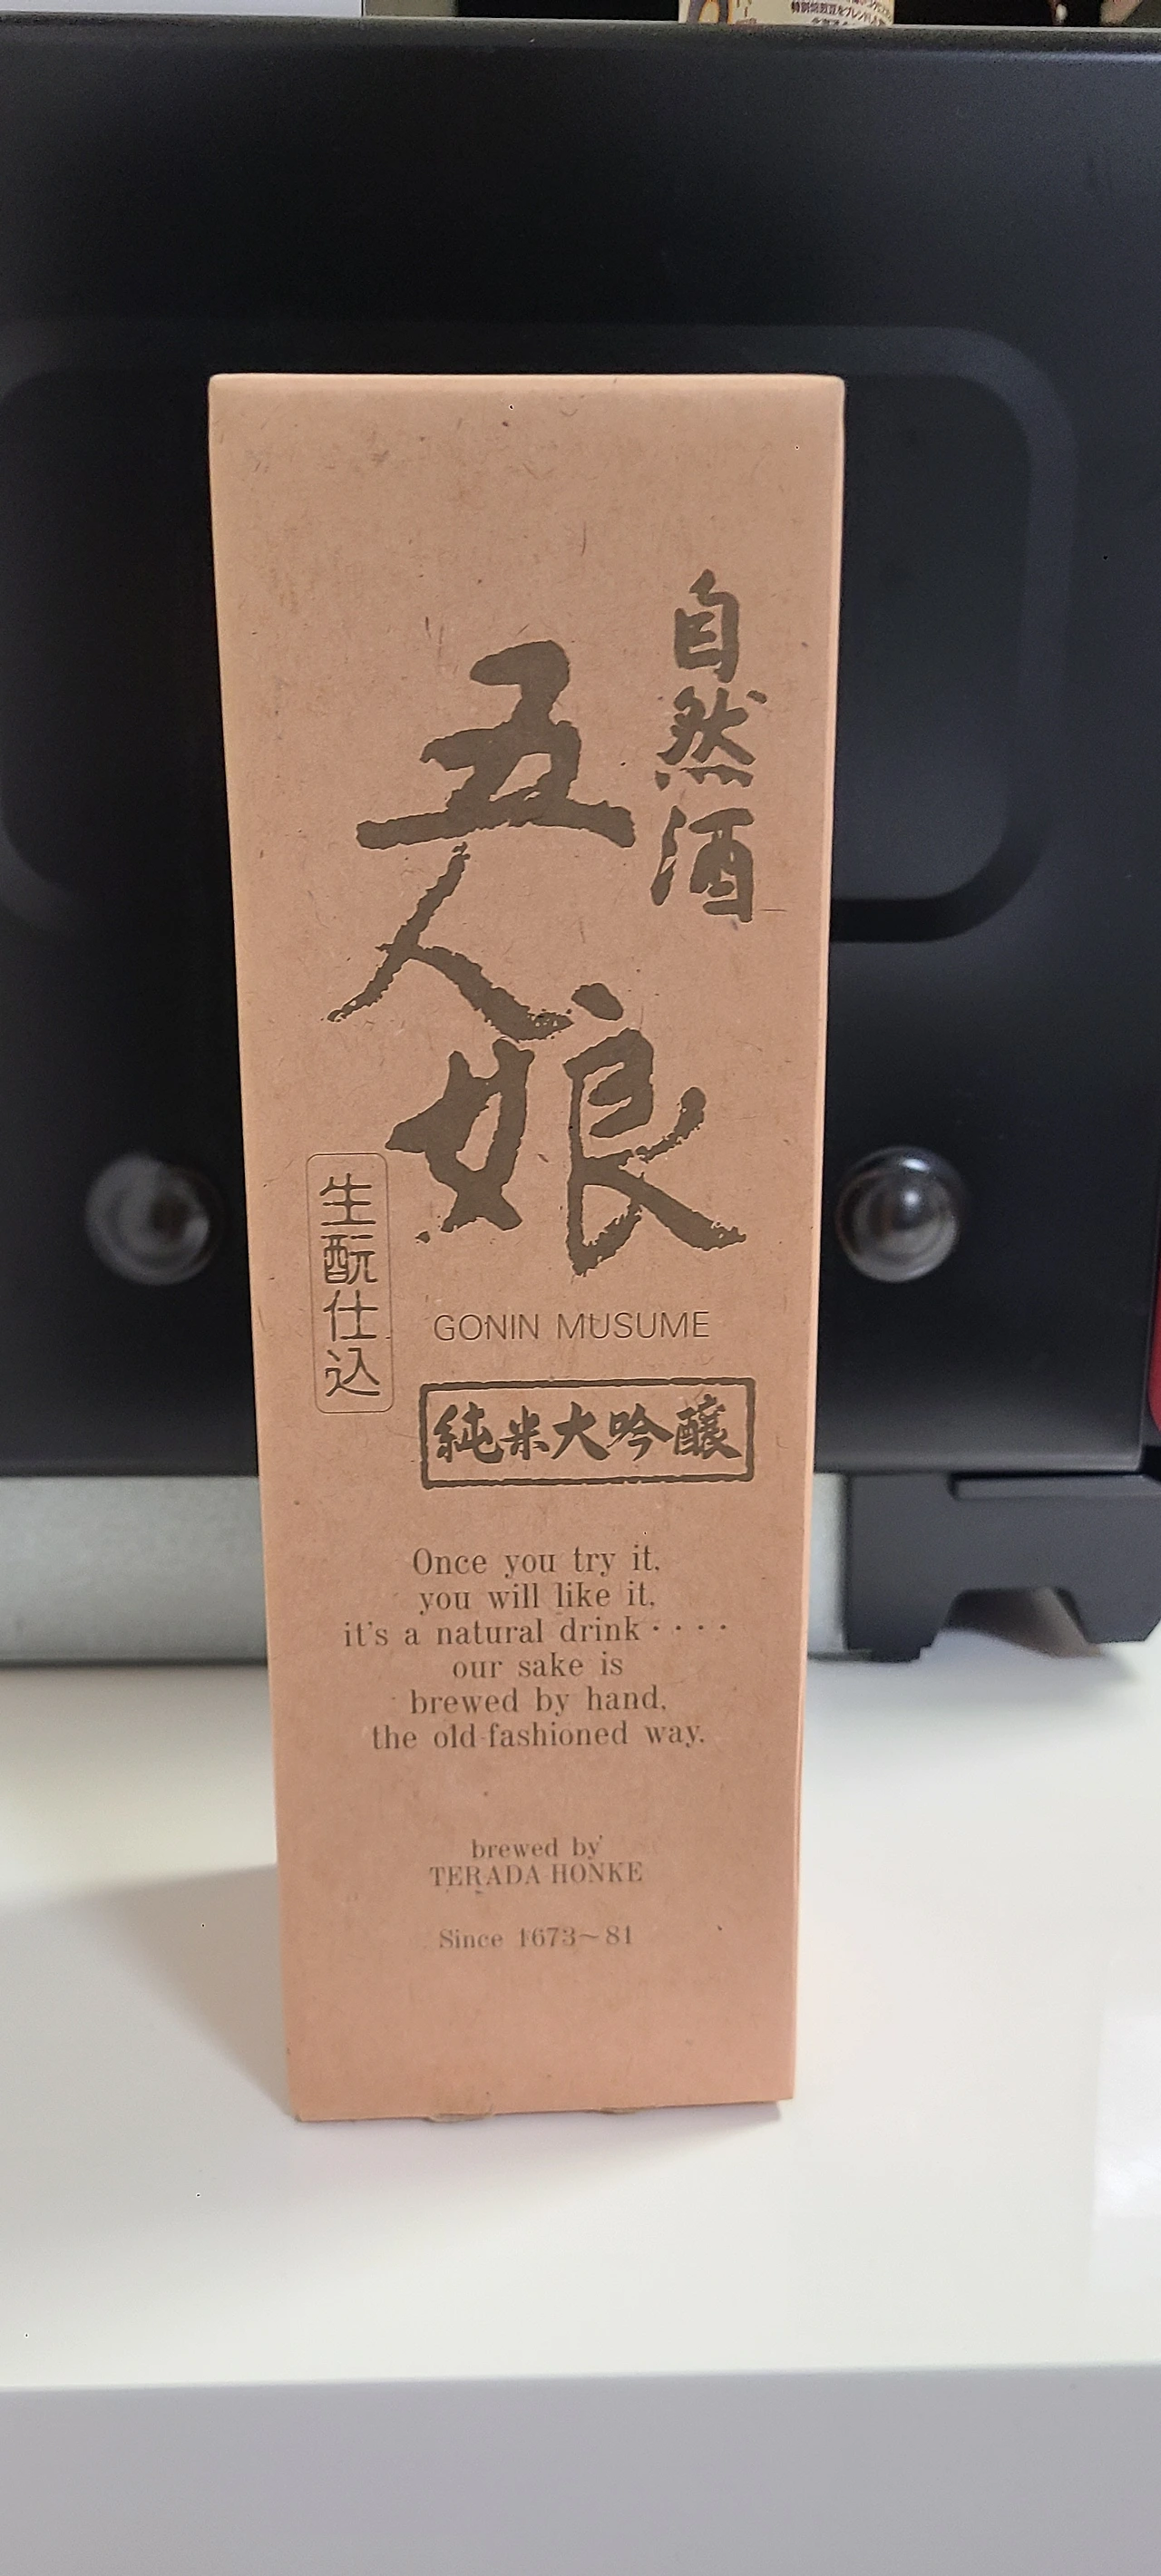 自然酒
五人娘
生酛仕込
GONIN MUSUME
純米大吟醸
Once you try it,
you will like it,
it's a natural drink ････
our sake is
brewed by hand,
the old-fashioned way.
brewed by
TERADA HONKE
Since 1673~81